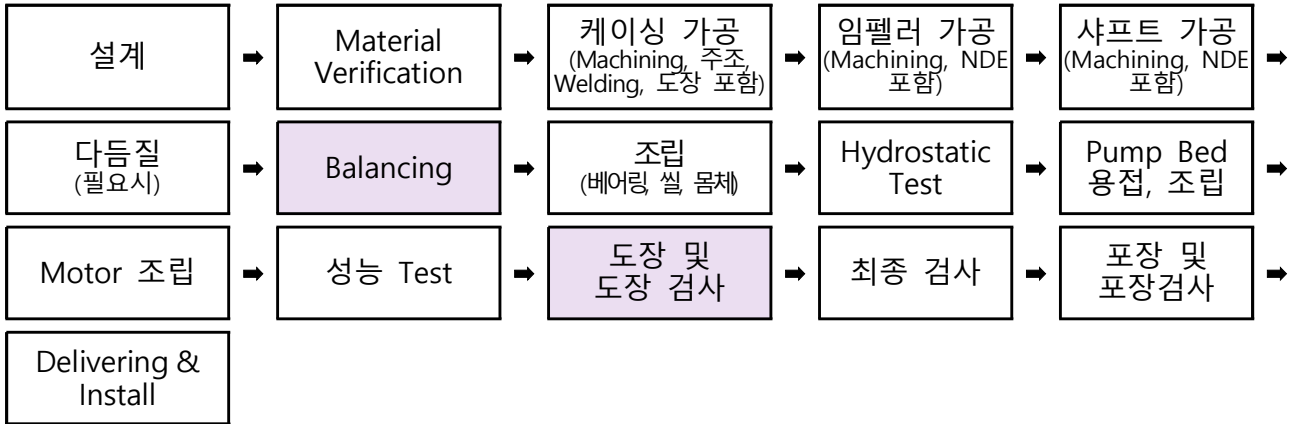 설계
➡
Material
Verification
➡
케이싱 가공
(Machining, 주조,
Welding, 도장 포함)
➡
임펠러 가공
(Machining, NDE
포함)
➡
샤프트 가공
(Machining, NDE
포함)
➡
다듬질
(필요시)
➡
Balancing
➡
조립
(베어링, 씰, 몸체)
➡
Hydrostatic
Test
➡
Pump Bed
용접, 조립
➡
Motor 조립
➡
성능 Test
➡
도장 및
도장 검사
➡
최종 검사
➡
포장 및
포장검사
➡
Delivering &
Install